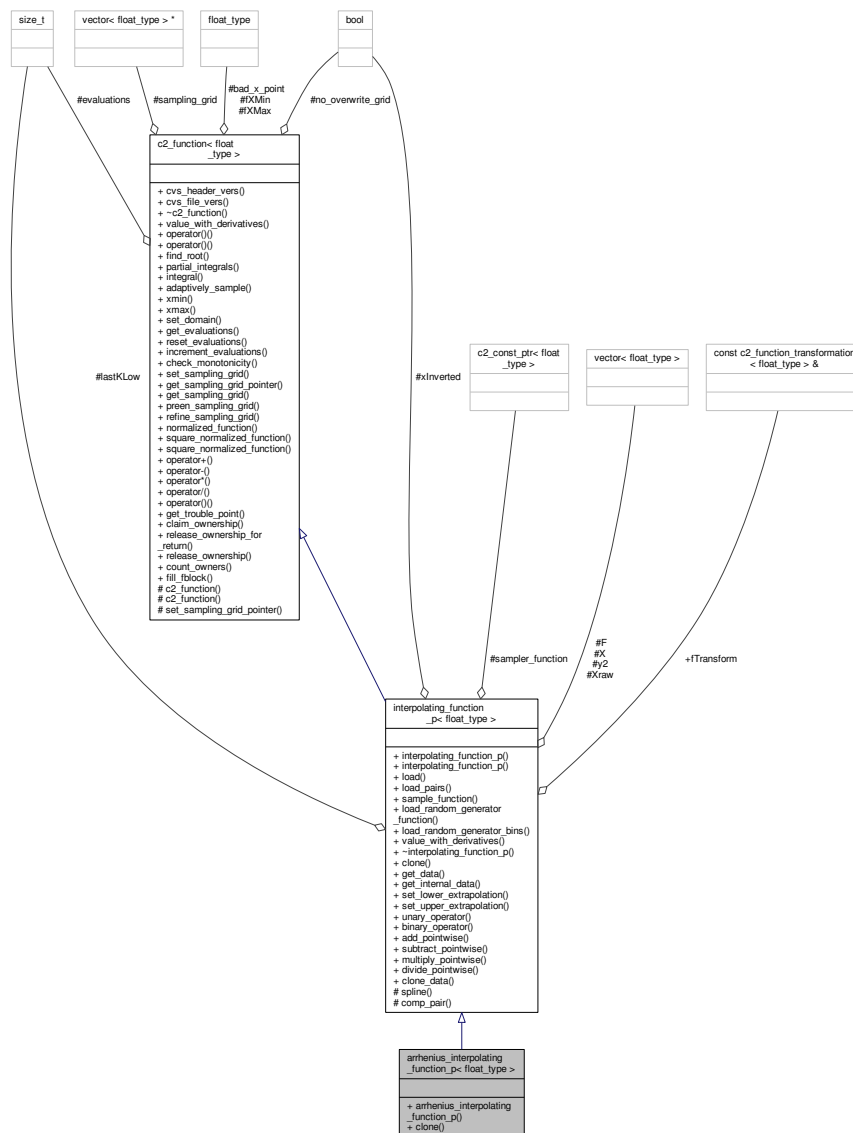 size_t
vector< float_type > *
float_type
bool
#evaluations
#sampling_grid
#bad_x_point
#fXMin
#fXMax
#no_overwrite_grid
c2_function< float
_type >
+ cvs_header_vers()
+ cvs_file_vers()
+ ~c2_function()
+ value_with_derivatives()
+ operator()()
+ operator()()
+ find_root()
+ partial_integrals()
+ integral()
+ adaptively_sample()
+ xmin()
+ xmax()
+ set_domain()
+ get_evaluations()
+ reset_evaluations()
+ increment_evaluations()
+ check_monotonicity()
+ set_sampling_grid()
+ get_sampling_grid_pointer()
+ get_sampling_grid()
+ preen_sampling_grid()
+ refine_sampling_grid()
+ normalized_function()
+ square_normalized_function()
+ square_normalized_function()
+ operator+()
+ operator-()
+ operator*()
+ operator/()
+ operator()()
+ get_trouble_point()
+ claim_ownership()
+ release_ownership_for
_return()
+ release_ownership()
+ count_owners()
+ fill_fblock()
# c2_function()
# c2_function()
# set_sampling_grid_pointer()
#lastKLow
#xInverted
c2_const_ptr< float
_type >
vector< float_type >
const c2_function_transformation
< float_type > &
#sampler_function
#F
#X
#y2
#Xraw
+fTransform
interpolating_function
_p< float_type >
+ interpolating_function_p()
+ interpolating_function_p()
+ load()
+ load_pairs()
+ sample_function()
+ load_random_generator
_function()
+ load_random_generator_bins()
+ value_with_derivatives()
+ ~interpolating_function_p()
+ clone()
+ get_data()
+ get_internal_data()
+ set_lower_extrapolation()
+ set_upper_extrapolation()
+ unary_operator()
+ binary_operator()
+ add_pointwise()
+ subtract_pointwise()
+ multiply_pointwise()
+ divide_pointwise()
+ clone_data()
# spline()
# comp_pair()
arrhenius_interpolating
_function_p< float_type >
+ arrhenius_interpolating
_function_p()
+ clone()